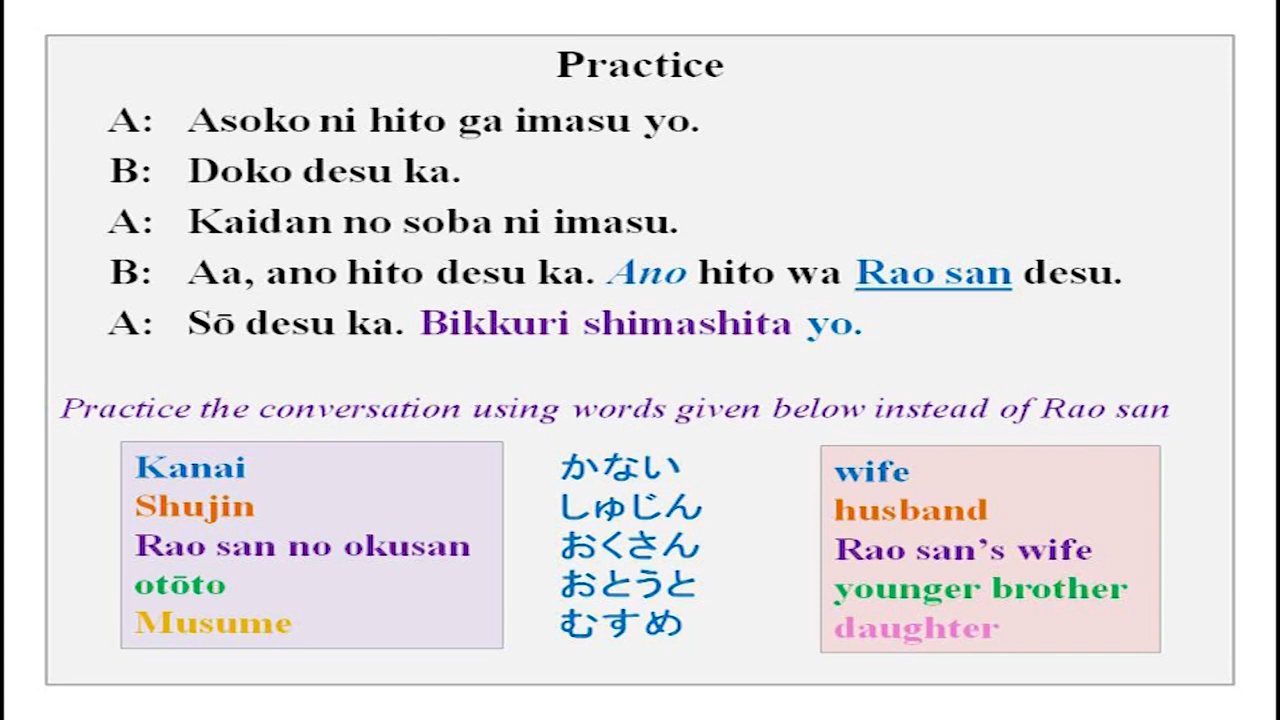 Practice
A: Asoko ni hito ga imasu yo.
B: Doko desu ka.
A: Kaidan no soba ni imasu.
B: Aa, ano hito desu ka. Ano hito wa Rao san desu.
A: Sō desu ka. Bikkuri shimashita yo.
Practice the conversation using words given below instead of Rao san
Kanai かない wife
Shujin しゅじん husband
Rao san no okusan おくさん Rao san's wife
otōto おとうと younger brother
Musume むすめ daughter